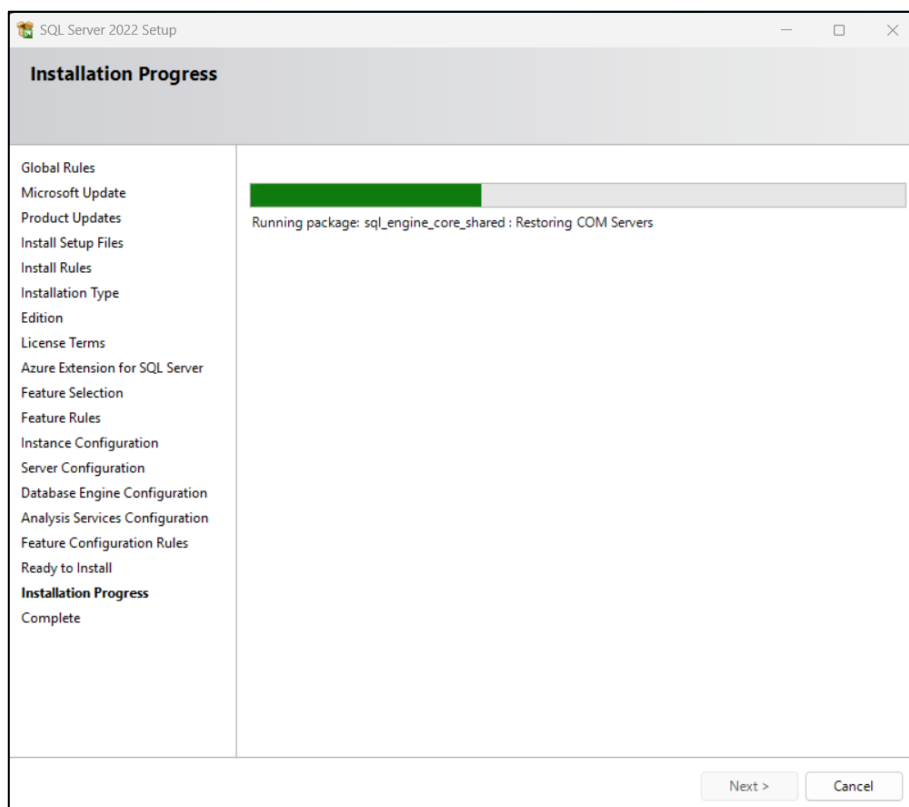 SQL Server 2022 Setup
Installation Progress
Global Rules
Microsoft Update
Product Updates
Install Setup Files
Install Rules
Installation Type
Edition
License Terms
Azure Extension for SQL Server
Feature Selection
Feature Rules
Instance Configuration
Server Configuration
Database Engine Configuration
Analysis Services Configuration
Feature Configuration Rules
Ready to Install
Installation Progress
Complete
Running package: sql_engine_core_shared : Restoring COM Servers
Next >
Cancel